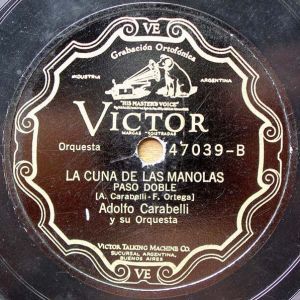 VE
Grabación Ortofónica
INDUSTRIA ARGENTINA
"HIS MASTER'S VOICE"
VICTOR
MARCAS REGISTRADAS
Orquesta 47039-B
LA CUNA DE LAS MANOLAS
PASO DOBLE
[A. Carabelli-F. Ortega]
Adolfo Carabelli
y su Orquesta
VICTOR TALKING MACHINE CO.
SUCURSAL ARGENTINA,
BUENOS AIRES
VE